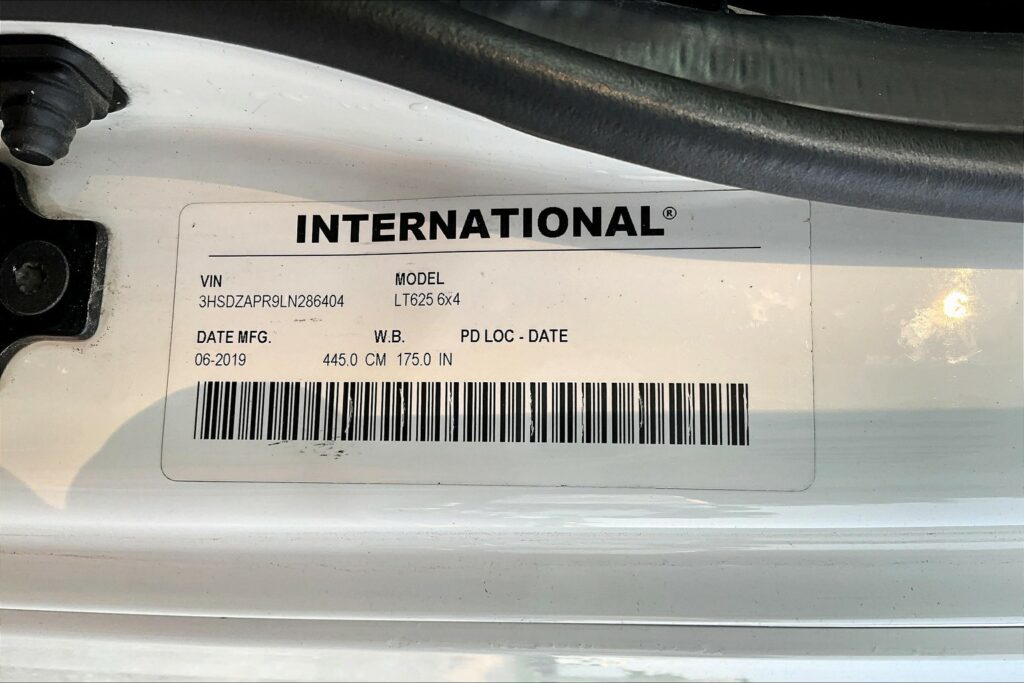 INTERNATIONAL®
VIN MODEL
3HSDZAPR9LN286404 LT625 6x4
DATE MFG. W.B. PD LOC - DATE
06-2019 445.0 CM 175.0 IN